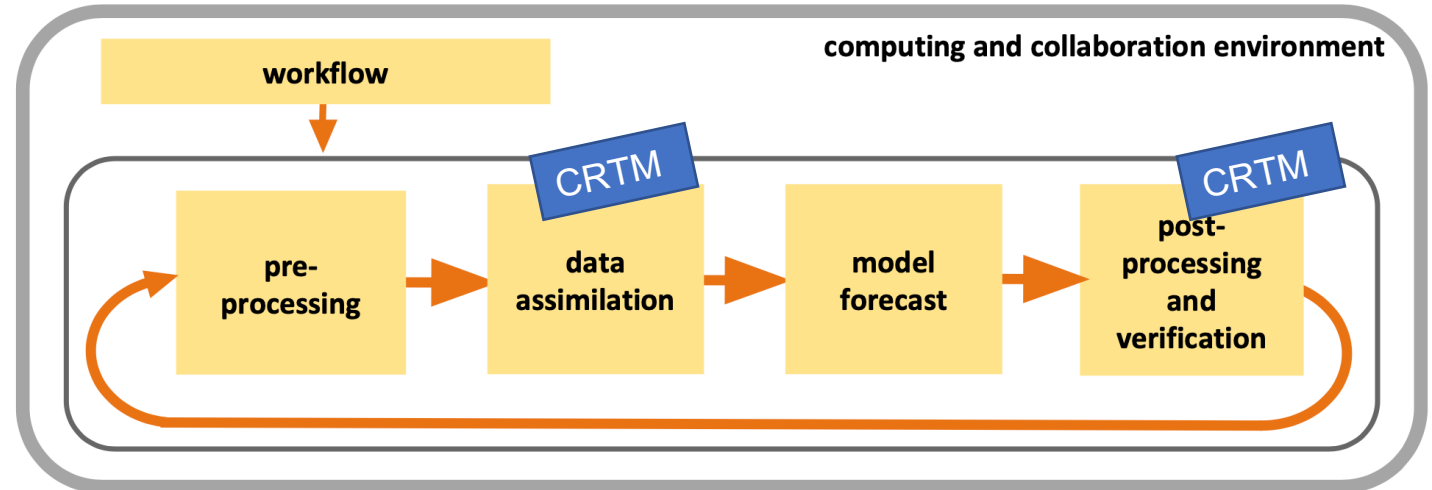 computing and collaboration environment
workflow
CRTM
CRTM
pre-
processing
data
assimilation
model
forecast
post-
processing
and
verification